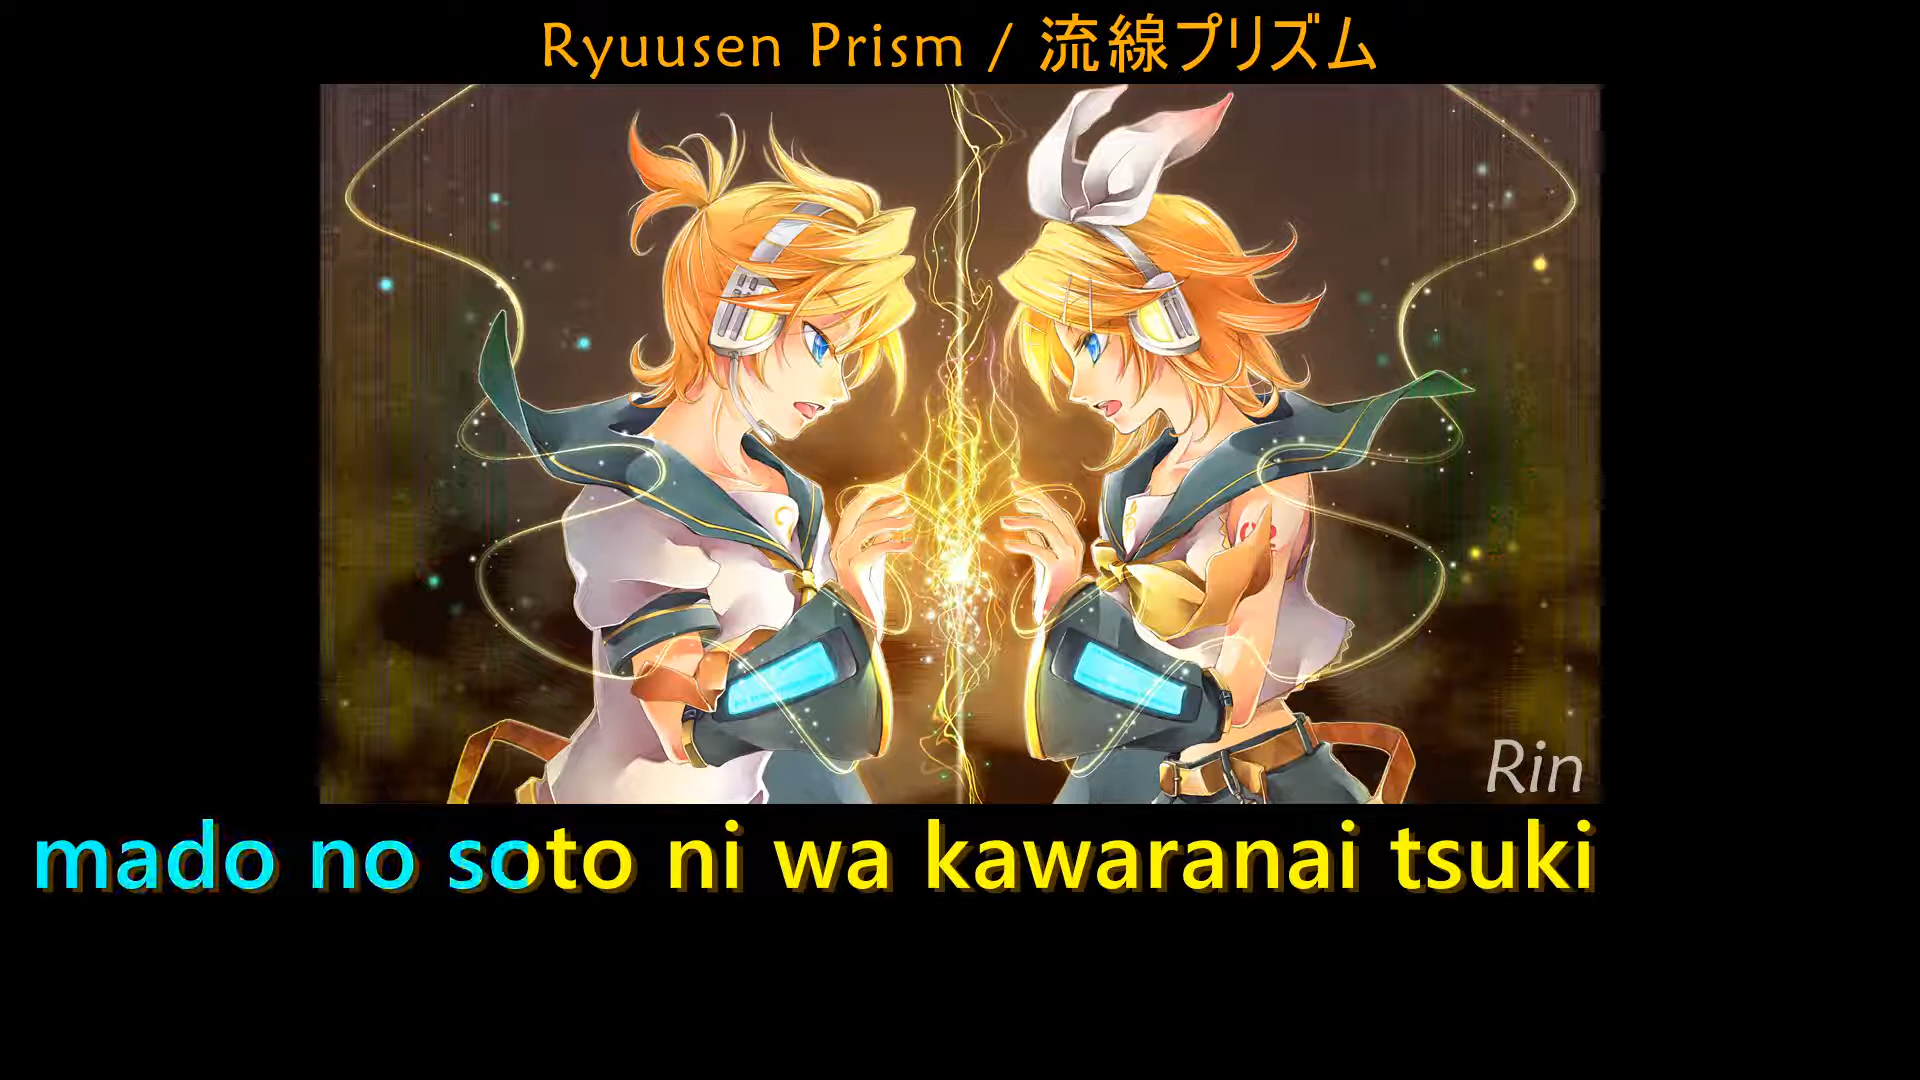 Ryuusen Prism / 流線プリズム
Rin
mado no soto ni wa kawaranai tsuki